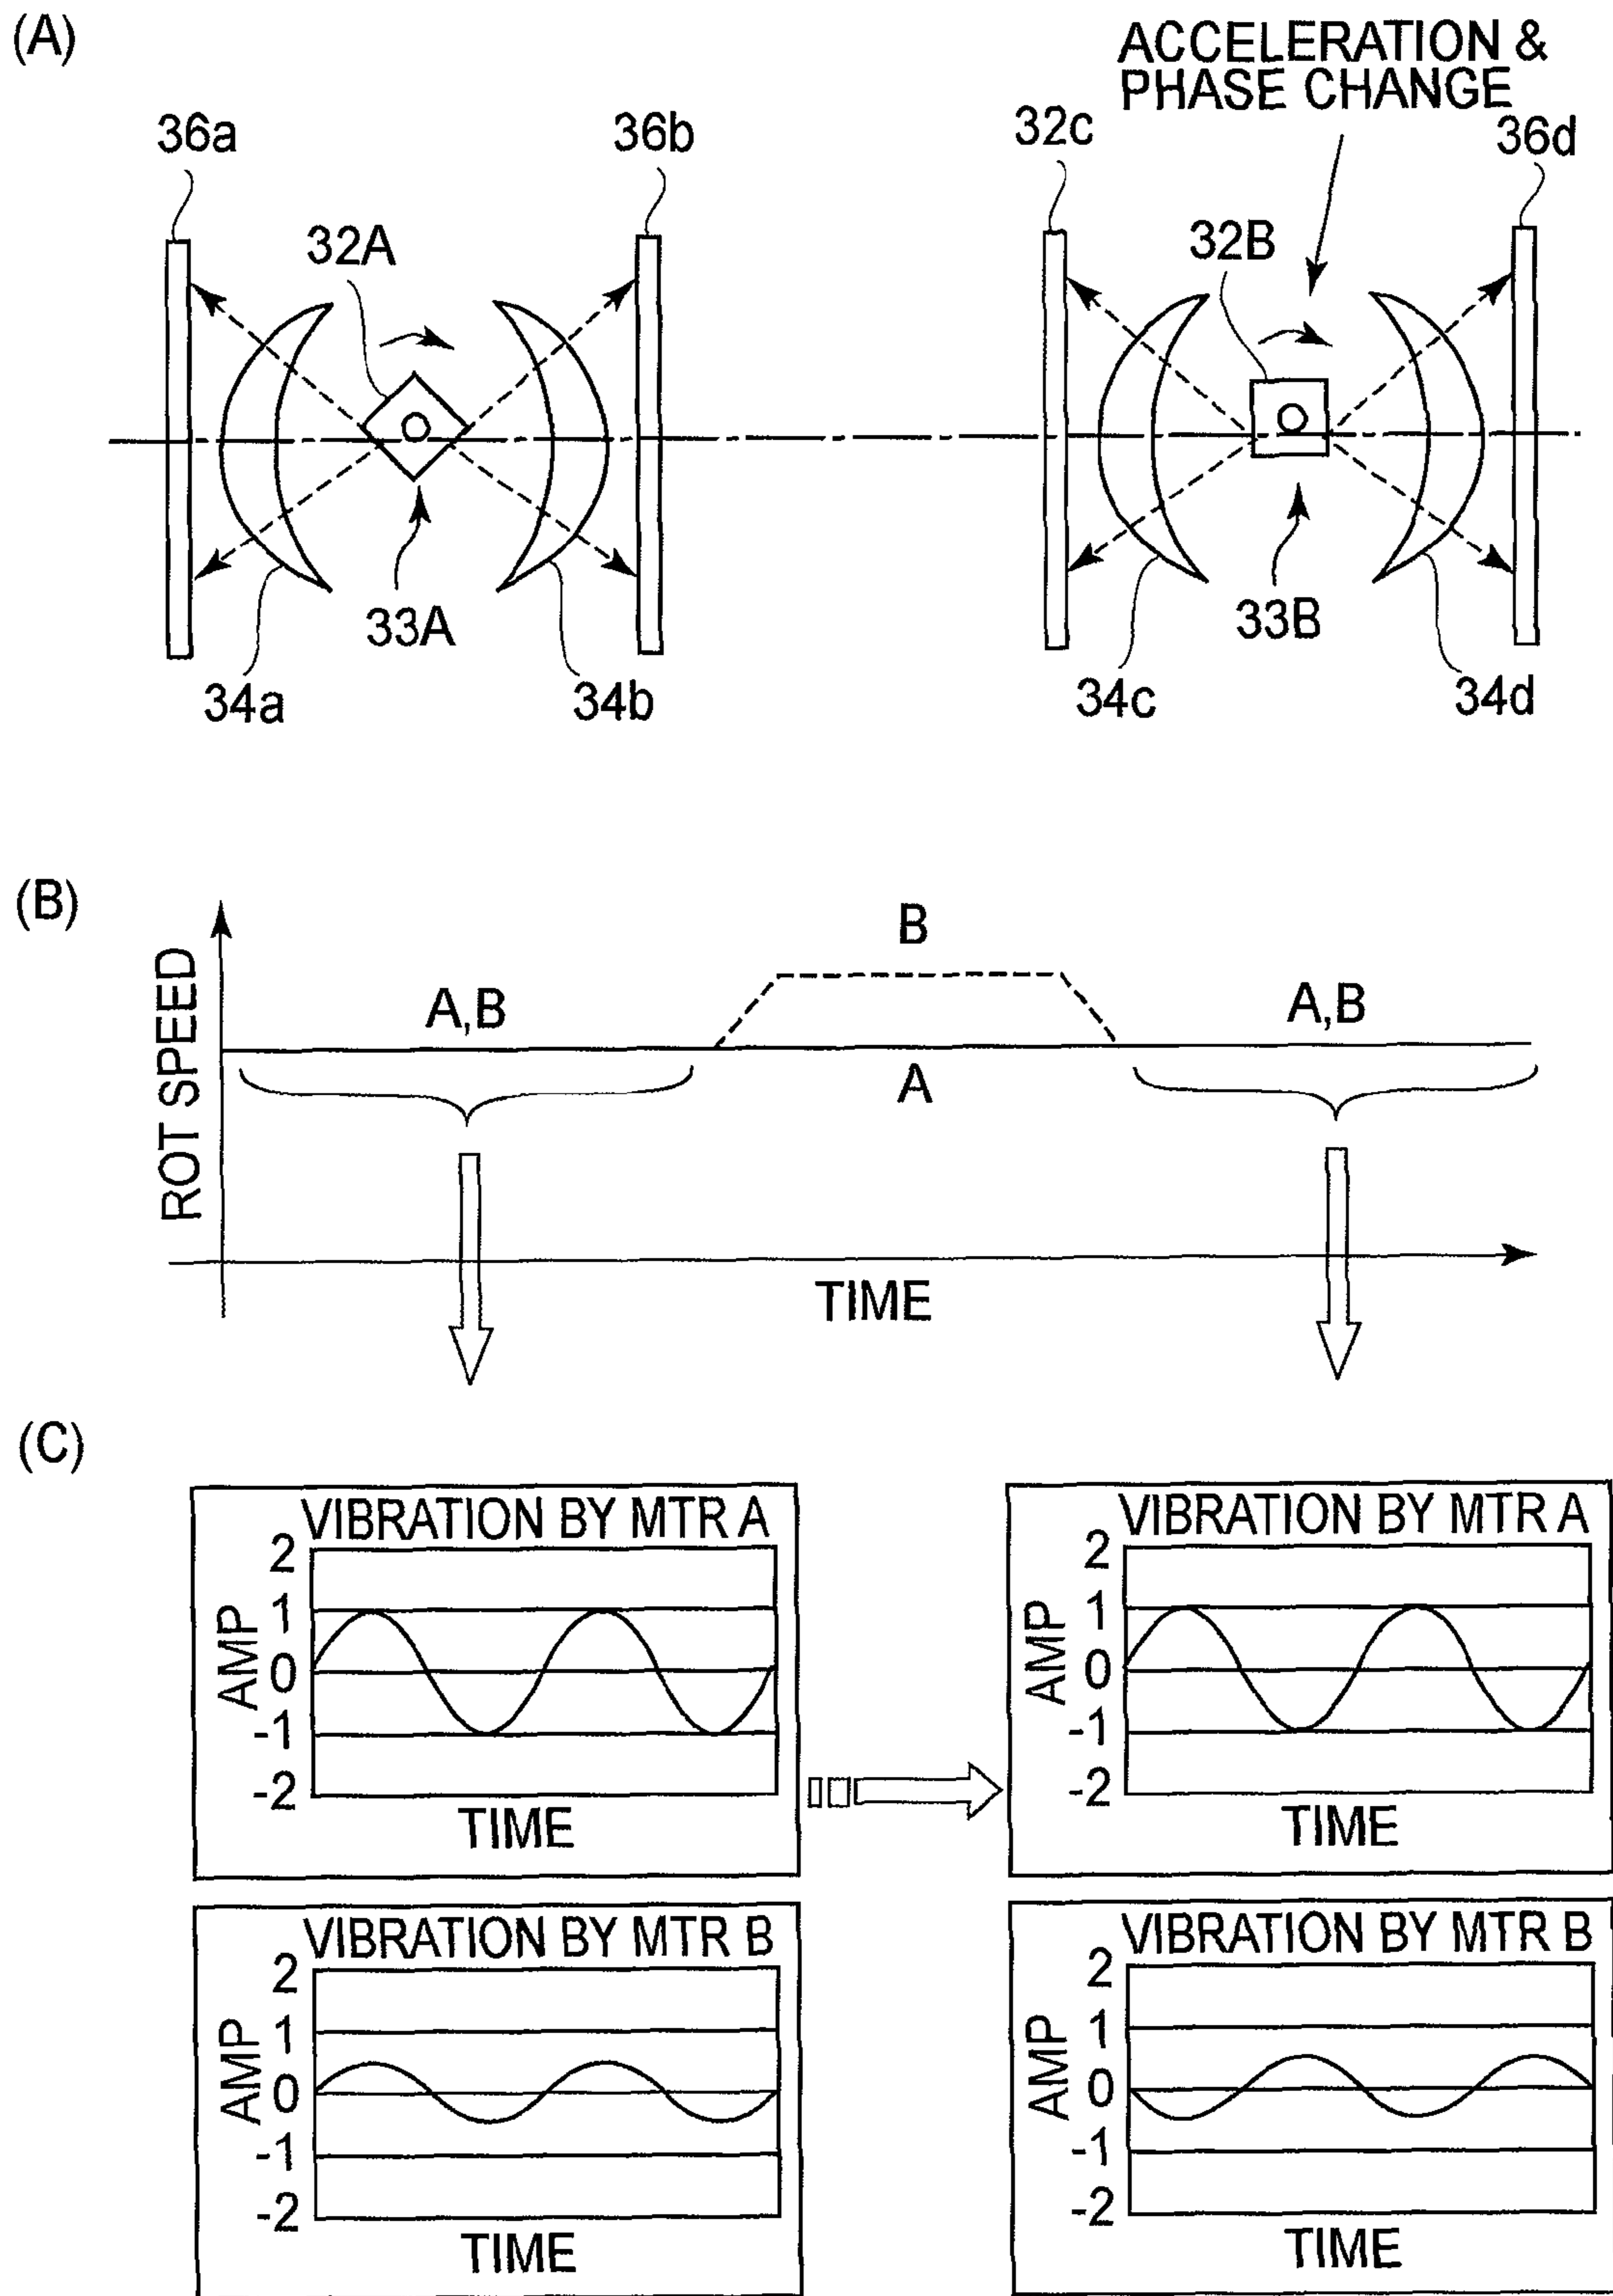 (A)
ACCELERATION &
PHASE CHANGE
36a
36b
32c
36d
32A
32B
33A
33B
34a
34b
34c
34d
(B)
ROT SPEED
A,B
B
A,B
A
TIME
(C)
VIBRATION BY MTR A
2
1
0
-1
-2
AMP
TIME
VIBRATION BY MTR A
2
1
0
-1
-2
AMP
TIME
VIBRATION BY MTR B
2
1
0
-1
-2
AMP
TIME
VIBRATION BY MTR B
2
1
0
-1
-2
AMP
TIME